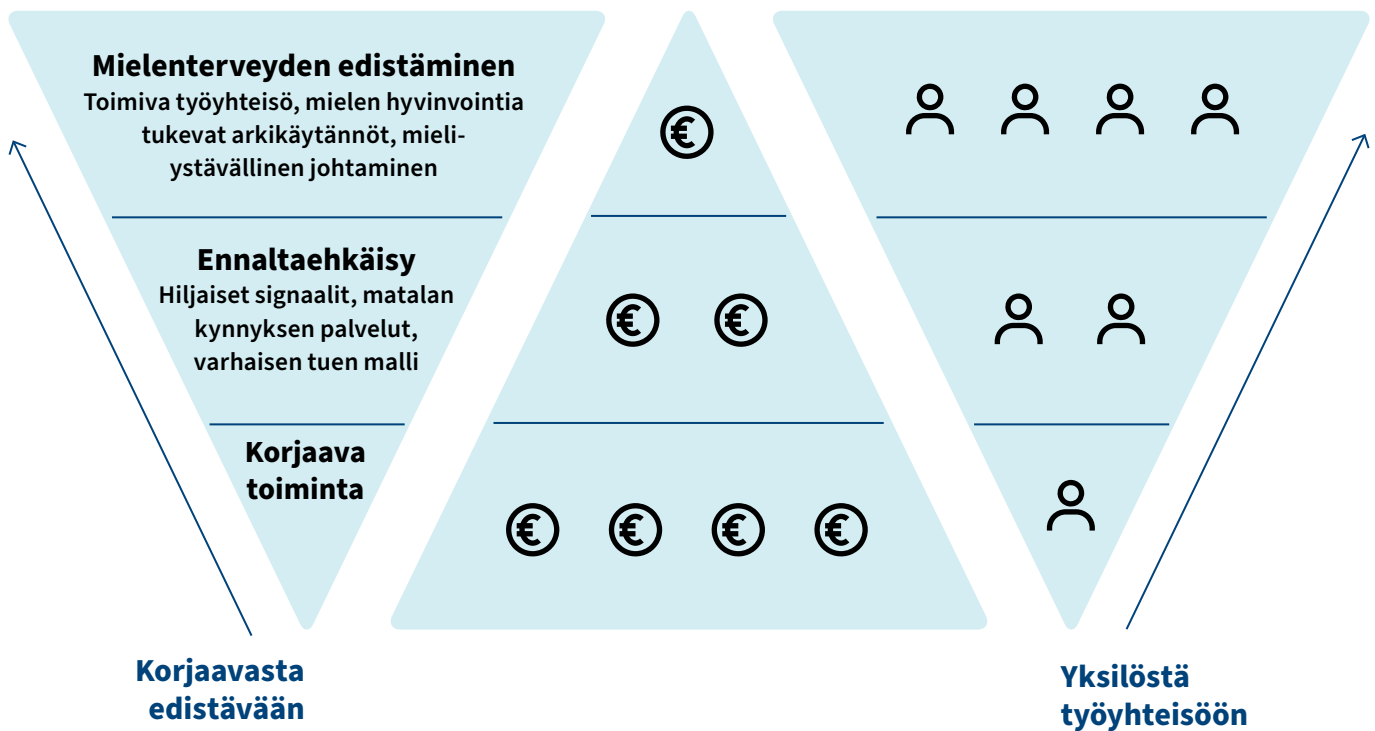 Mielenterveyden edistäminen
Toimiva työyhteisö, mielen hyvinvointia
tukevat arkikäytännöt, mieli-
ystävällinen johtaminen
Ennaltaehkäisy
Hiljaiset signaalit, matalan
kynnyksen palvelut,
varhaisen tuen malli
Korjaava
toiminta
€
€ €
€ € € €
Korjaavasta
edistävään
Yksilöstä
työyhteisöön